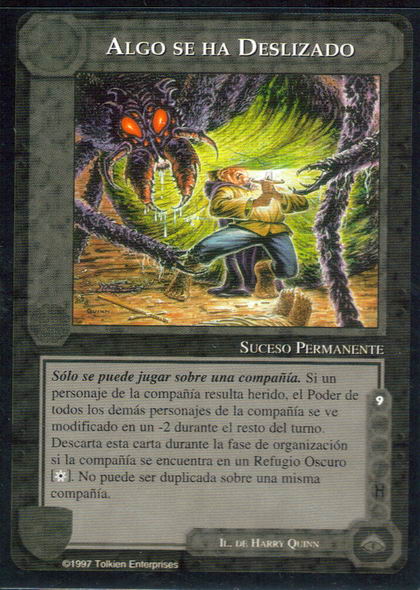 ALGO SE HA DESLIZADO
QUINN
SUCESO PERMANENTE
Sólo se puede jugar sobre una compañía. Si un
personaje de la compañía resulta herido, el Poder de
todos los demás personajes de la compañía se ve
modificado en un -2 durante el resto del turno.
Descarta esta carta durante la fase de organización
si la compañía se encuentra en un Refugio Oscuro
[]. No puede ser duplicada sobre una misma
compañía.
9
H
IL. DE HARRY QUINN
©1997 Tolkien Enterprises